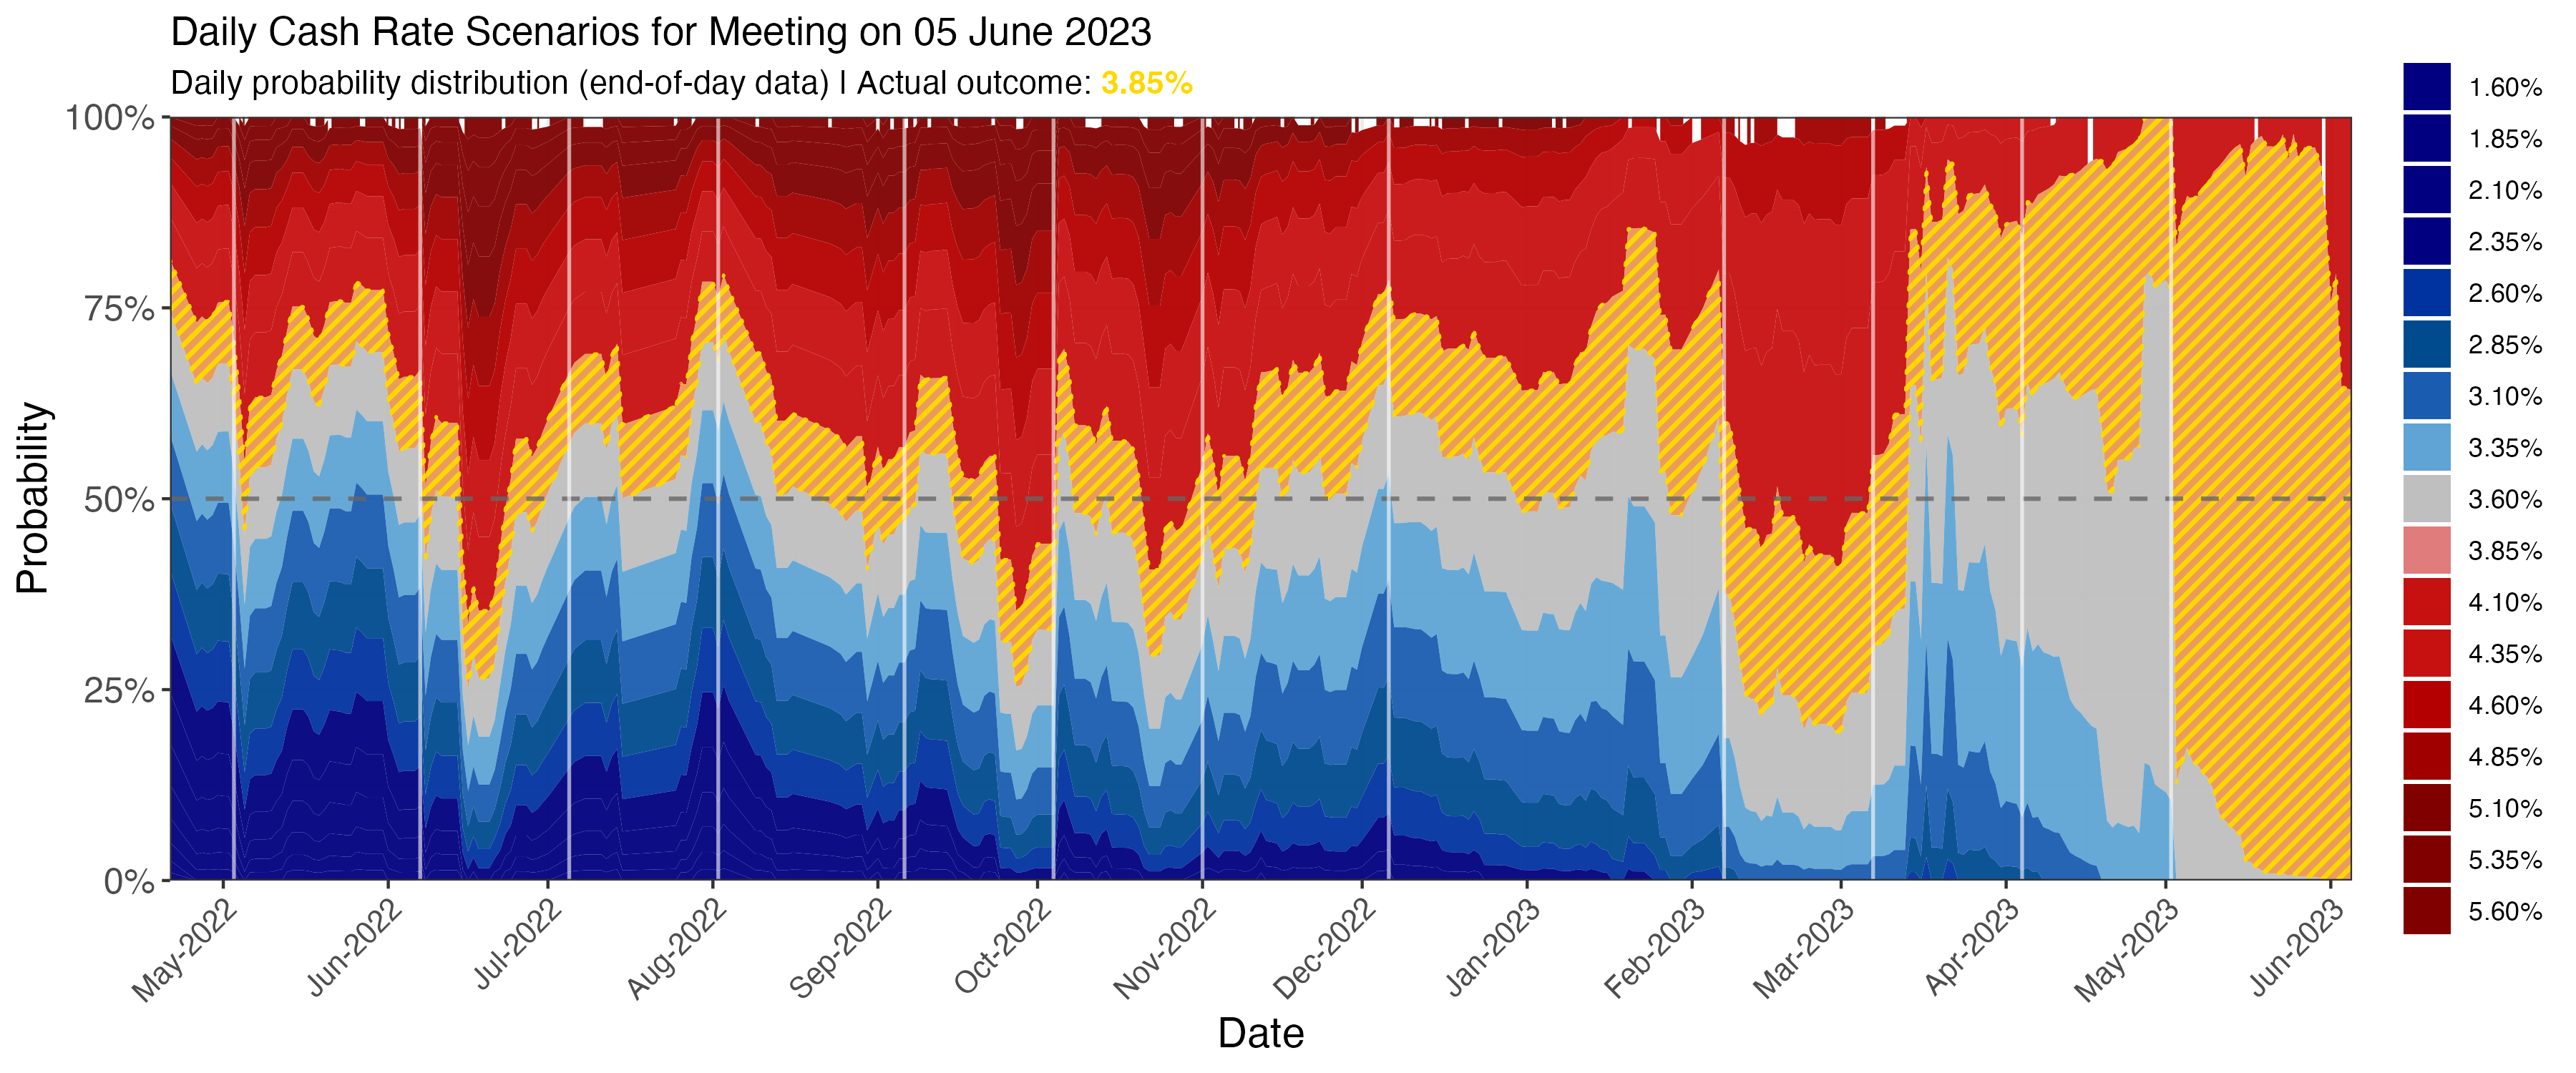 Daily Cash Rate Scenarios for Meeting on 05 June 2023
Daily probability distribution (end-of-day data) | Actual outcome: 3.85%
100%
75%
50%
25%
0%
Probability
May-2022
Jun-2022
Jul-2022
Aug-2022
Sep-2022
Oct-2022
Nov-2022
Dec-2022
Jan-2023
Feb-2023
Mar-2023
Apr-2023
May-2023
Jun-2023
Date
1.60%
1.85%
2.10%
2.35%
2.60%
2.85%
3.10%
3.35%
3.60%
3.85%
4.10%
4.35%
4.60%
4.85%
5.10%
5.35%
5.60%